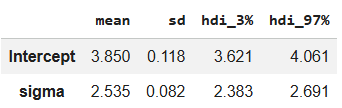 mean sd hdi_3% hdi_97%
Intercept 3.850 0.118 3.621 4.061
sigma 2.535 0.082 2.383 2.691